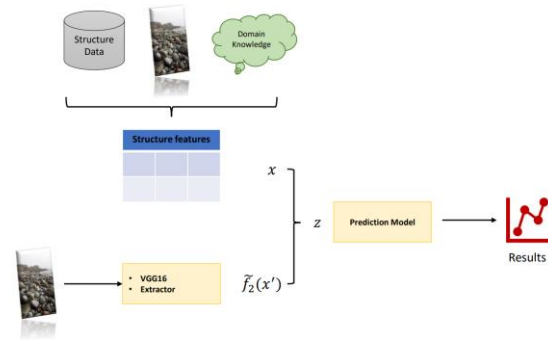 Structure
Data
Domain
Knowledge
Structure features
x
z
Prediction Model
Results
• VGG16
• Extractor
f̃₂(x′)